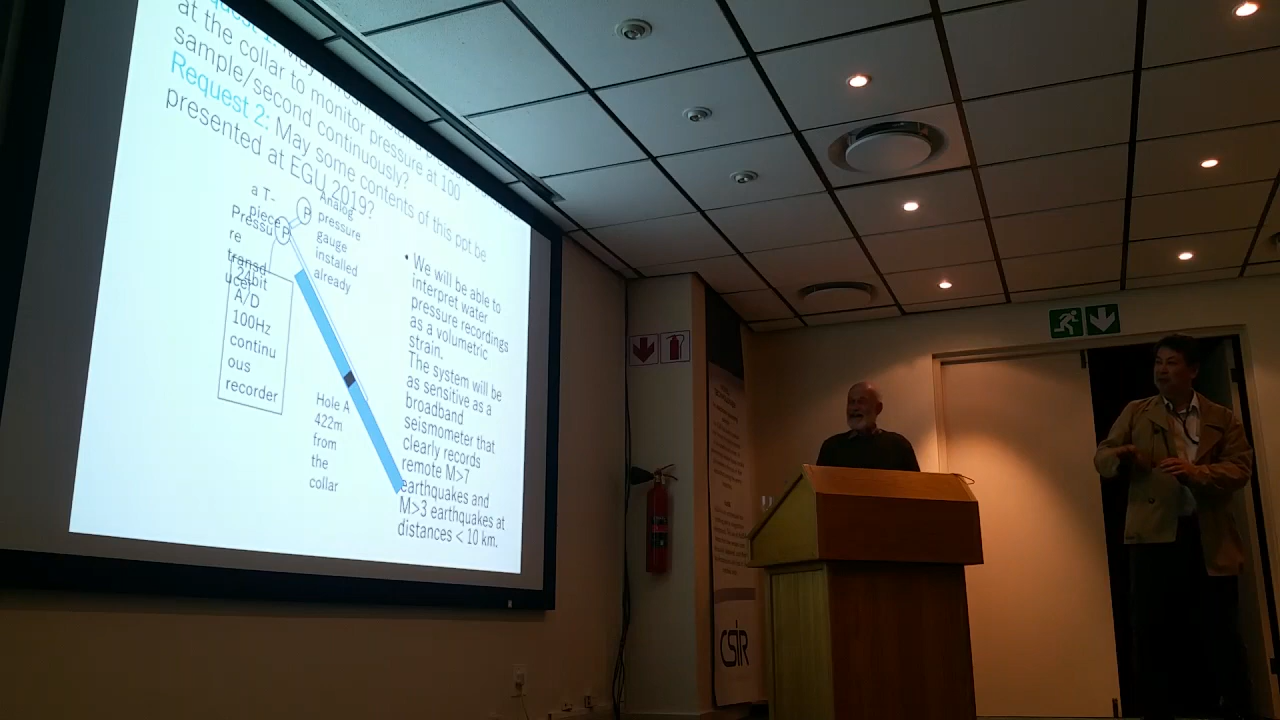 at the collar to monitor pressure at 100
sample/second continuously?
Request 2: May some contents of this ppt be
presented at EGU 2019?
a T-
piece
Analog
pressure
gauge
installed
already
Pressu
re
transd
ucer
24bit
A/D
100Hz
continu
ous
recorder
Hole A
422m
from
the
collar
• We will be able to
interpret water
pressure recordings
as a volumetric
strain.
The system will be
as sensitive as a
broadband
seismometer that
clearly records
remote M>7
earthquakes and
M>3 earthquakes at
distances < 10 km.
CSIR